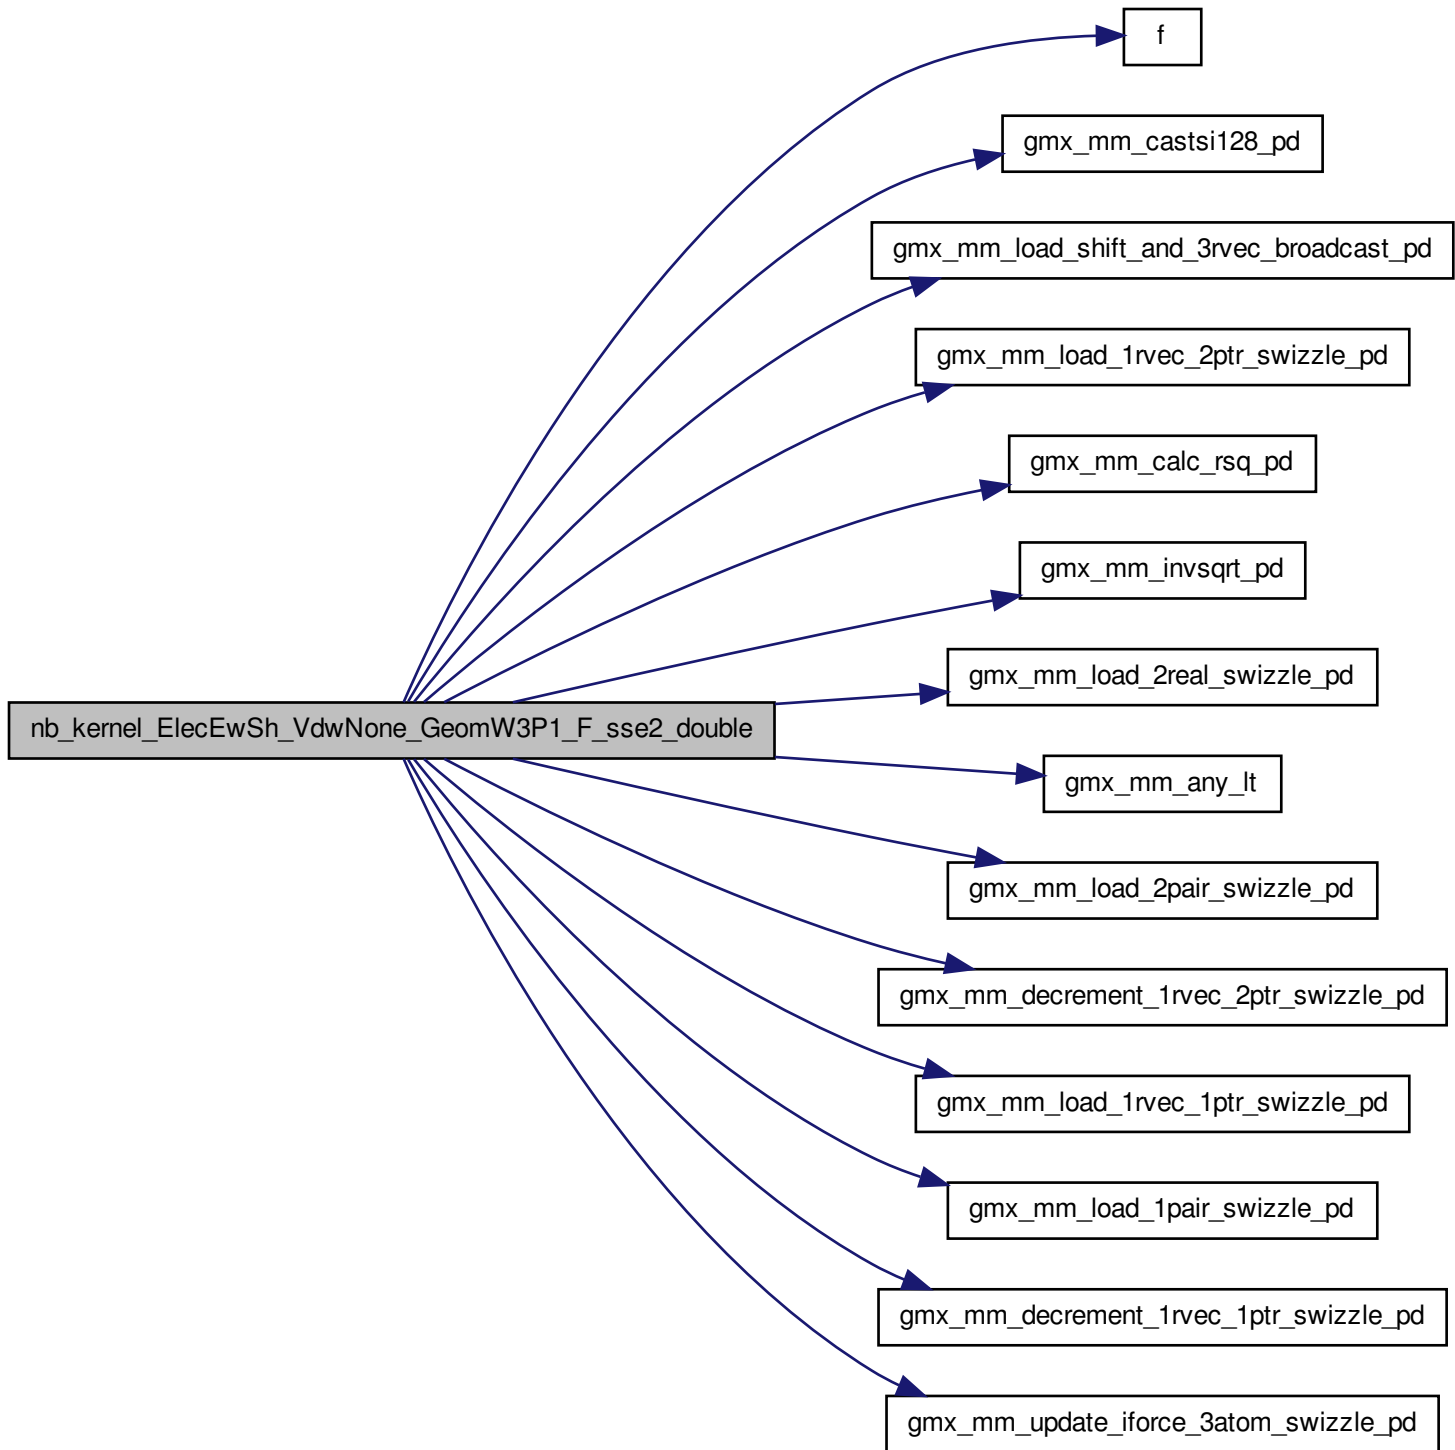 f
gmx_mm_castsi128_pd
gmx_mm_load_shift_and_3rvec_broadcast_pd
gmx_mm_load_1rvec_2ptr_swizzle_pd
gmx_mm_calc_rsq_pd
gmx_mm_invsqrt_pd
gmx_mm_load_2real_swizzle_pd
nb_kernel_ElecEwSh_VdwNone_GeomW3P1_F_sse2_double
gmx_mm_any_lt
gmx_mm_load_2pair_swizzle_pd
gmx_mm_decrement_1rvec_2ptr_swizzle_pd
gmx_mm_load_1rvec_1ptr_swizzle_pd
gmx_mm_load_1pair_swizzle_pd
gmx_mm_decrement_1rvec_1ptr_swizzle_pd
gmx_mm_update_iforce_3atom_swizzle_pd